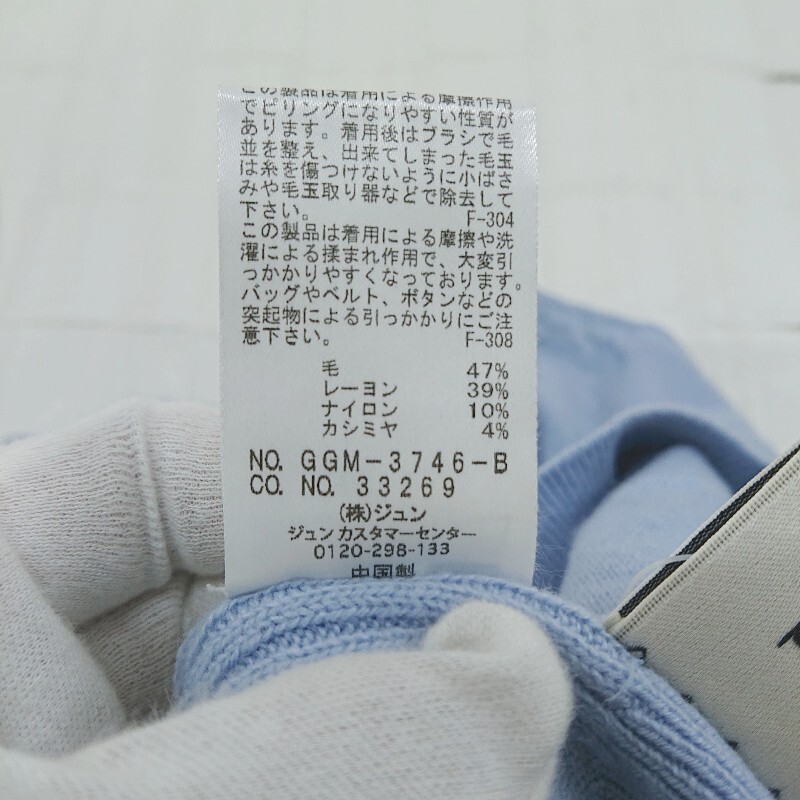 この製品は着用による摩擦作用
でピリングになりやすい性質が
あります。着用後はブラシで毛
並を整え、出来てしまった毛玉
は糸を傷つけないように小ばさ
みや毛玉取り器などで除去して
下さい。 F-304
この製品は着用による摩擦や洗
濯による揉まれ作用で、大変引
っかかりやすくなっております。
バッグやベルト、ボタンなどの
突起物による引っかかりにご注
意下さい。 F-308
毛 47%
レーヨン 39%
ナイロン 10%
カシミヤ 4%
NO. GGM-3746-B
CO. NO. 33269
(株)ジュン
ジュン カスタマーセンター
0120-298-133
中国製